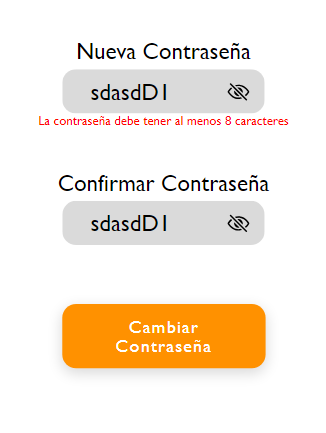 Nueva Contraseña
sdasdD1
La contraseña debe tener al menos 8 caracteres
Confirmar Contraseña
sdasdD1
Cambiar
Contraseña